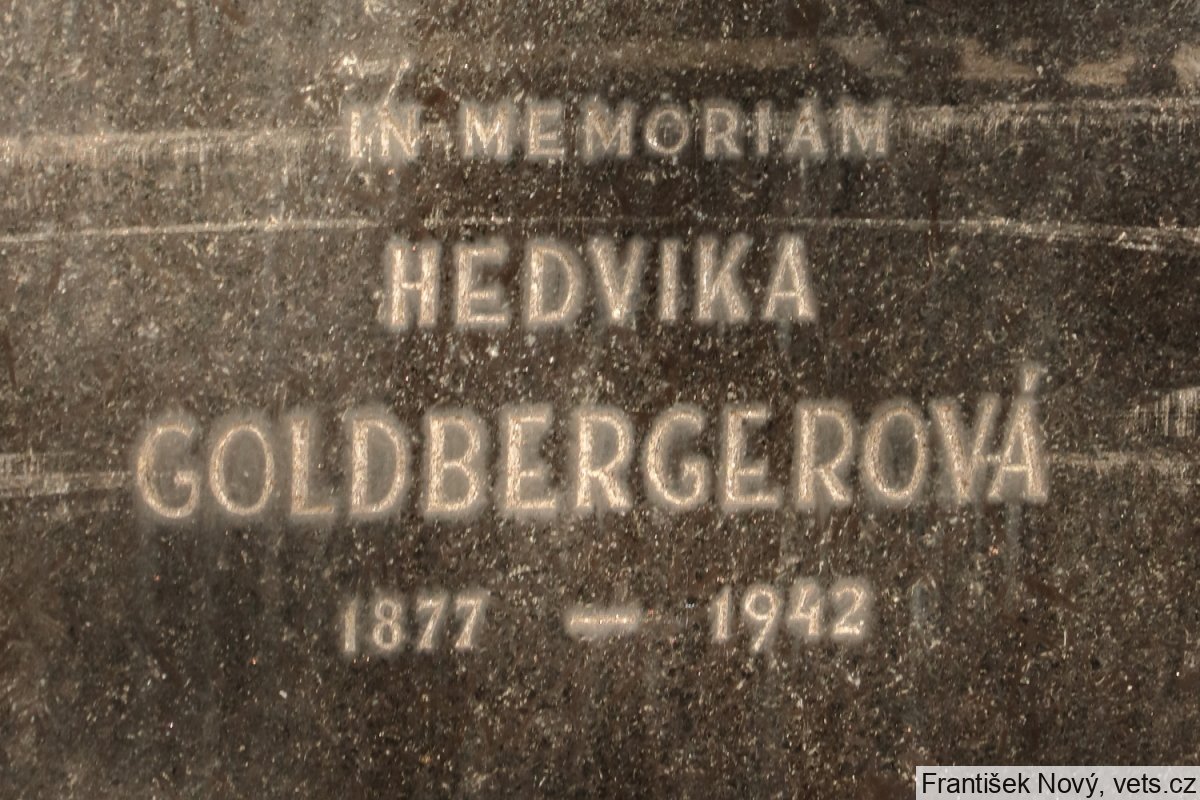 IN MEMORIAM
HEDVIKA
GOLDBERGEROVÁ
1877 — 1942
František Nový, vets.cz